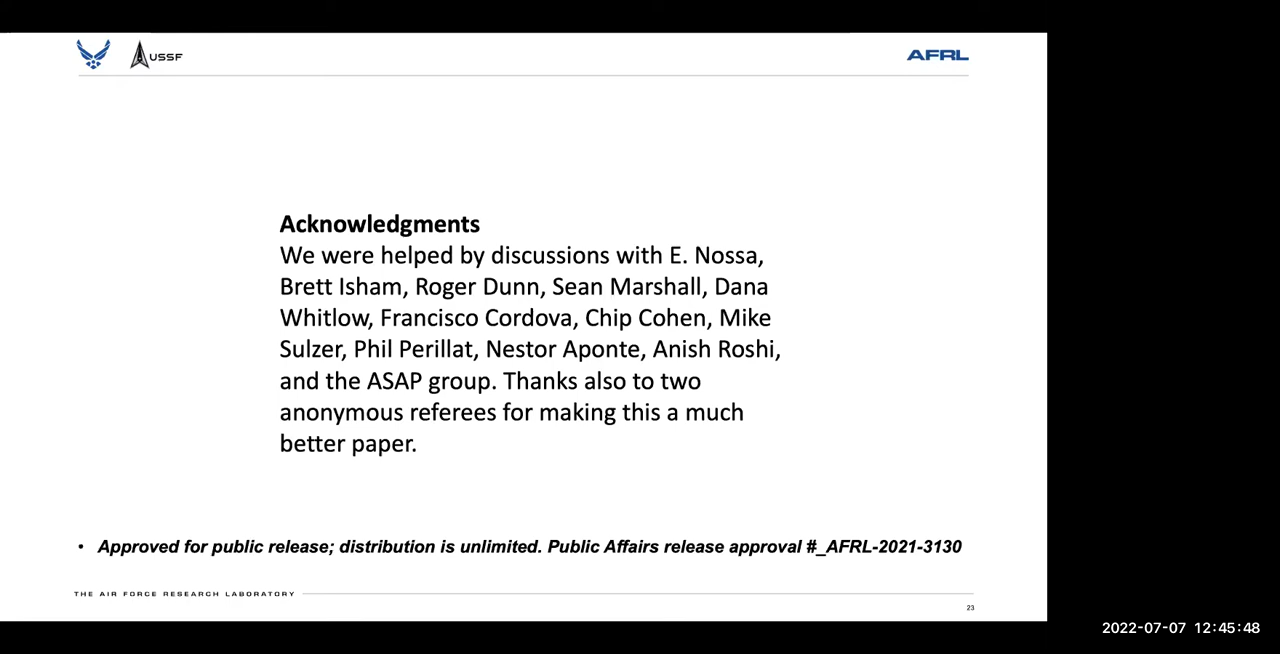 USSF
AFRL
Acknowledgments
We were helped by discussions with E. Nossa,
Brett Isham, Roger Dunn, Sean Marshall, Dana
Whitlow, Francisco Cordova, Chip Cohen, Mike
Sulzer, Phil Perillat, Nestor Aponte, Anish Roshi,
and the ASAP group. Thanks also to two
anonymous referees for making this a much
better paper.
• Approved for public release; distribution is unlimited. Public Affairs release approval #_AFRL-2021-3130
THE AIR FORCE RESEARCH LABORATORY
23
2022-07-07 12:45:48